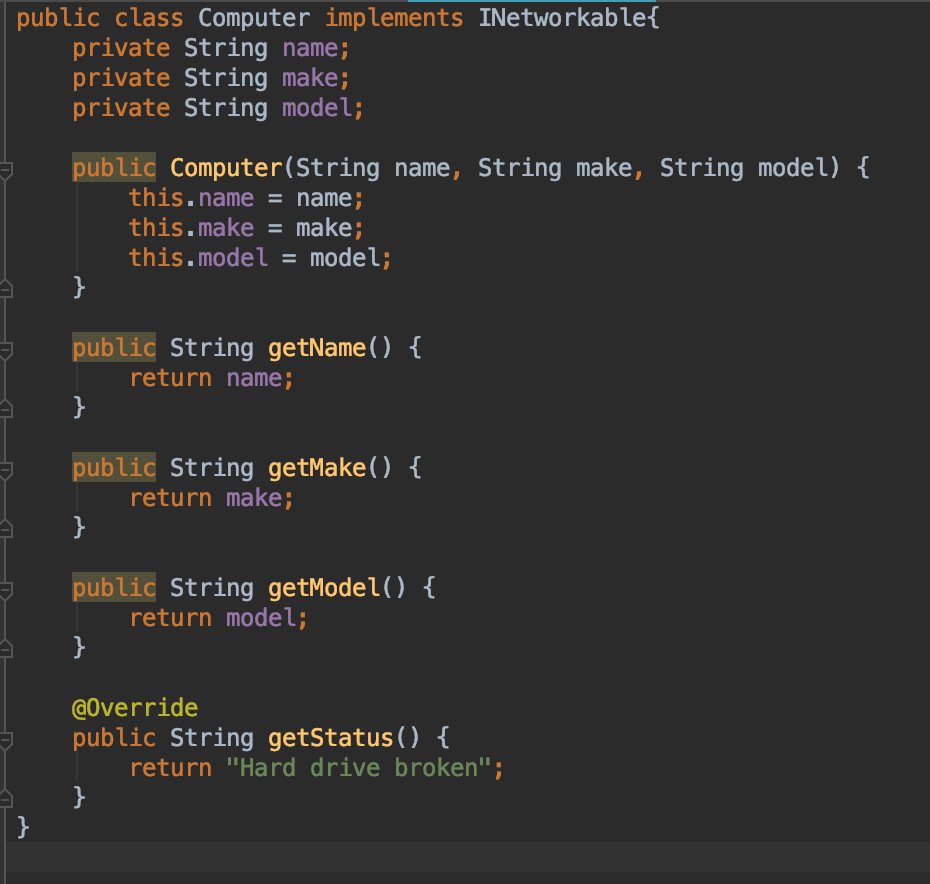 public class Computer implements INetworkable{
    private String name;
    private String make;
    private String model;

    public Computer(String name, String make, String model) {
        this.name = name;
        this.make = make;
        this.model = model;
    }

    public String getName() {
        return name;
    }

    public String getMake() {
        return make;
    }

    public String getModel() {
        return model;
    }

    @Override
    public String getStatus() {
        return "Hard drive broken";
    }
}